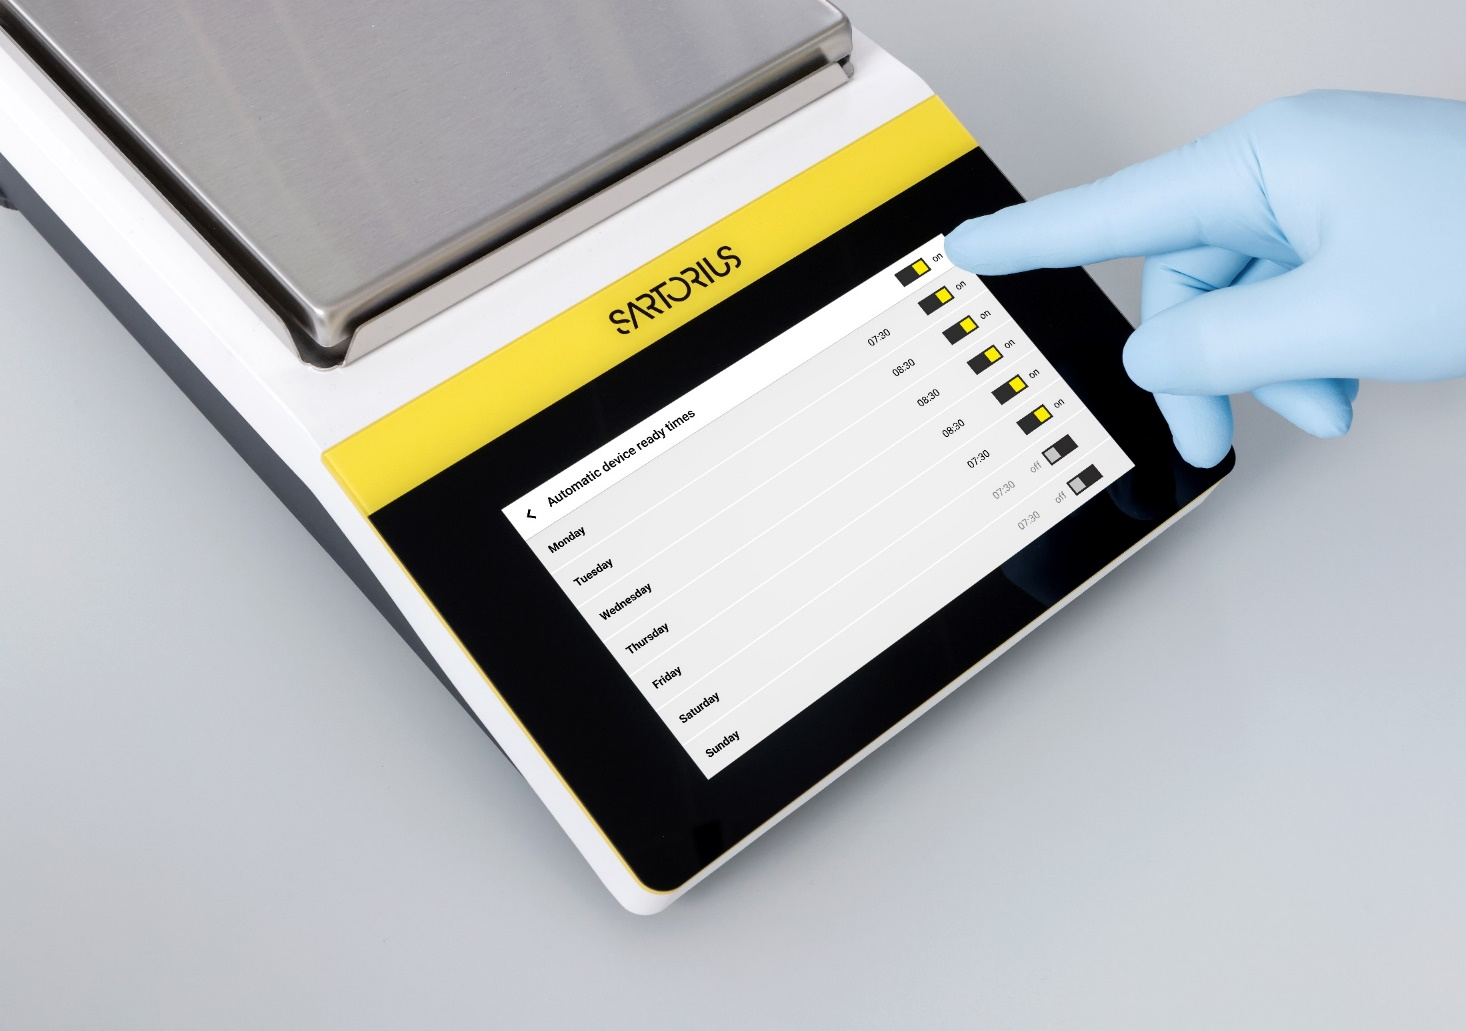 SARTORIUS
Automatic device ready times on
Monday 07:30 on
Tuesday 08:30 on
Wednesday 08:30 on
Thursday 08:30 on
Friday 07:30 on
Saturday 07:30 off
Sunday 07:30 off